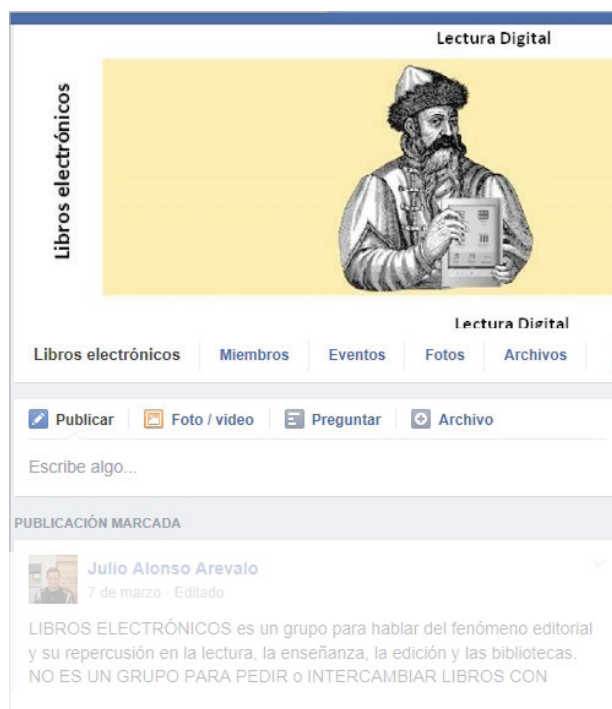 Lectura Digital
Libros electrónicos
Lectura Digital
Libros electrónicos Miembros Eventos Fotos Archivos
Publicar Foto / video Preguntar Archivo
Escribe algo...
PUBLICACIÓN MARCADA
Julio Alonso Arevalo
7 de marzo · Editado
LIBROS ELECTRÓNICOS es un grupo para hablar del fenómeno editorial
y su repercusión en la lectura, la enseñanza, la edición y las bibliotecas.
NO ES UN GRUPO PARA PEDIR o INTERCAMBIAR LIBROS CON